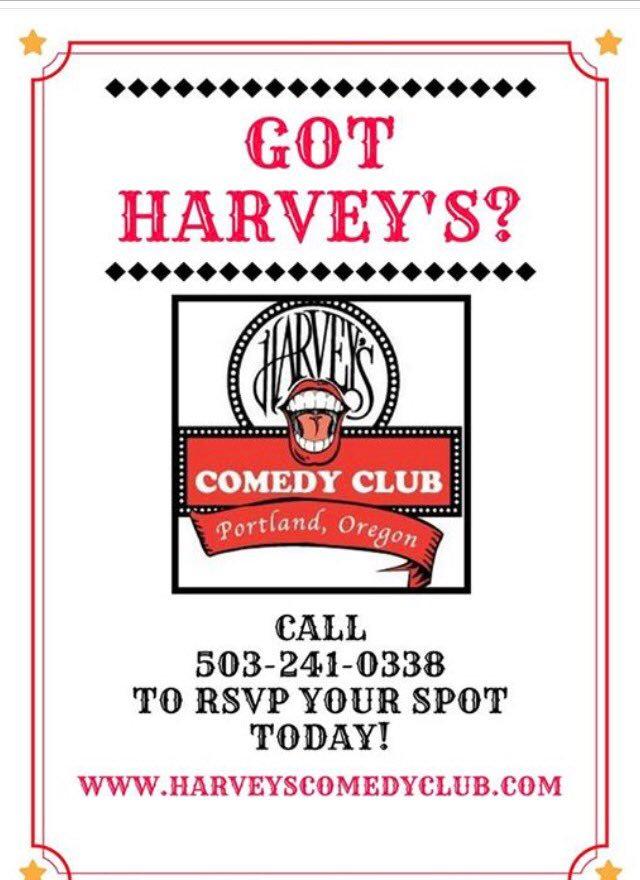 GOT
HARVEY'S?
HARVEY'S
COMEDY CLUB
Portland, Oregon
CALL
503-241-0338
TO RSVP YOUR SPOT
TODAY!
WWW.HARVEYSCOMEDYCLUB.COM